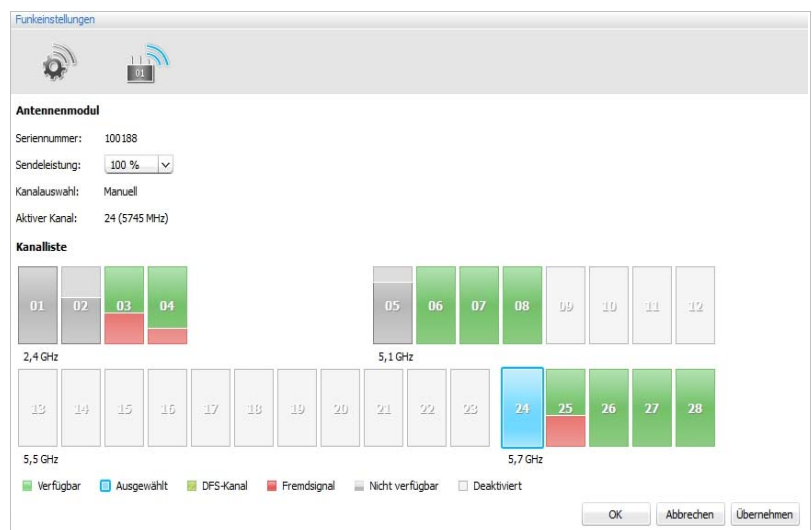 Funkeinstellungen
01
Antennenmodul
Seriennummer: 100188
Sendeleistung: 100 %
Kanalauswahl: Manuell
Aktiver Kanal: 24 (5745 MHz)
Kanalliste
01 02 03 04 05 06 07 08 09 10 11 12
2,4 GHz 5,1 GHz
13 14 15 16 17 18 19 20 21 22 23 24 25 26 27 28
5,5 GHz 5,7 GHz
Verfügbar Ausgewählt DFS-Kanal Fremdsignal Nicht verfügbar Deaktiviert
OK Abbrechen Übernehmen